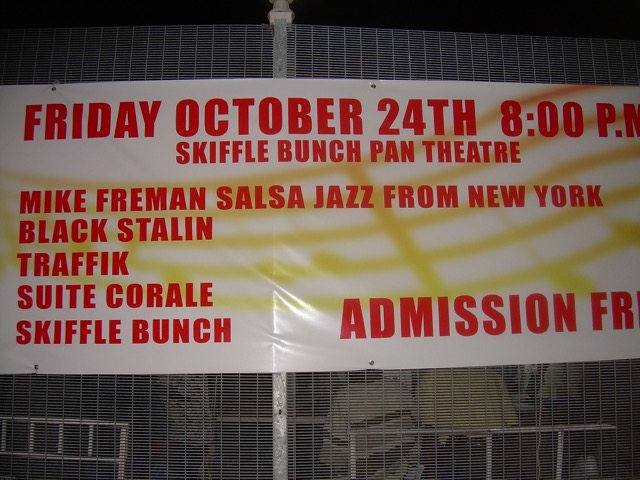 FRIDAY OCTOBER 24TH 8:00 P.M
SKIFFLE BUNCH PAN THEATRE
MIKE FREMAN SALSA JAZZ FROM NEW YORK
BLACK STALIN
TRAFFIK
SUITE CORALE
SKIFFLE BUNCH
ADMISSION FR